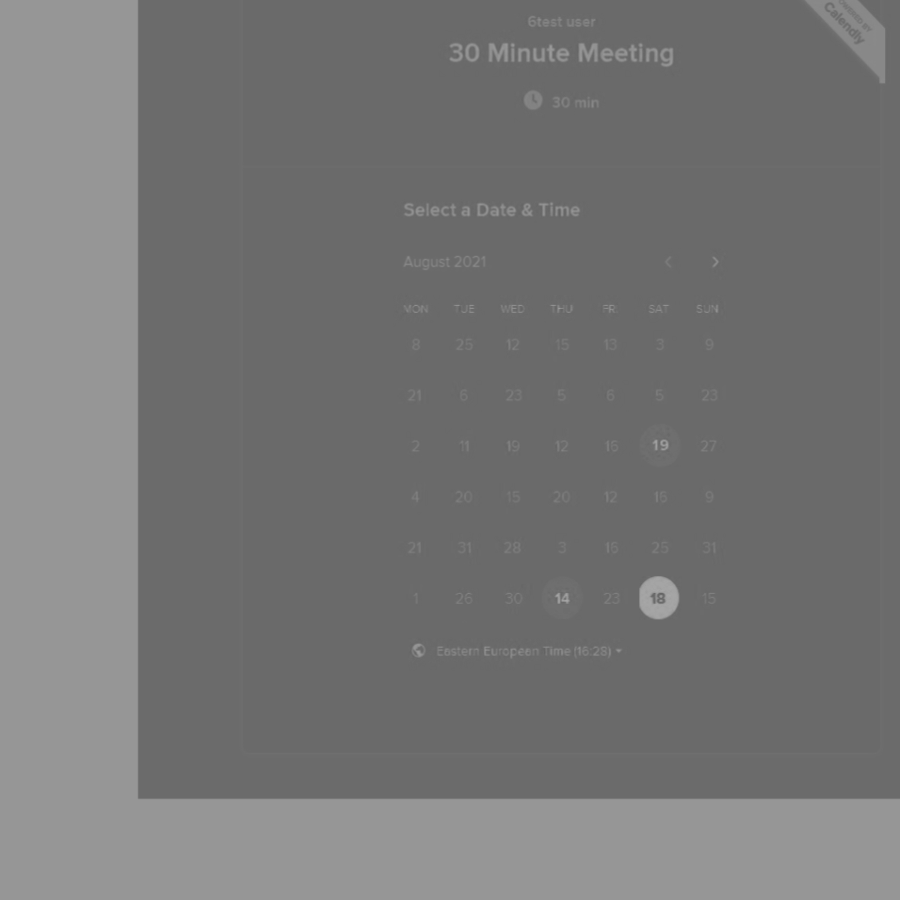 6test user
30 Minute Meeting
30 min
Calendly
Select a Date & Time
August 2021
MON TUE WED THU FRI SAT SUN
8 25 12 15 13 3 9
21 6 23 5 6 5 23
2 11 19 12 15 19 27
4 20 15 20 12 15 9
21 31 28 3 15 25 31
1 26 30 14 23 18 15
Eastern European Time (16:28)